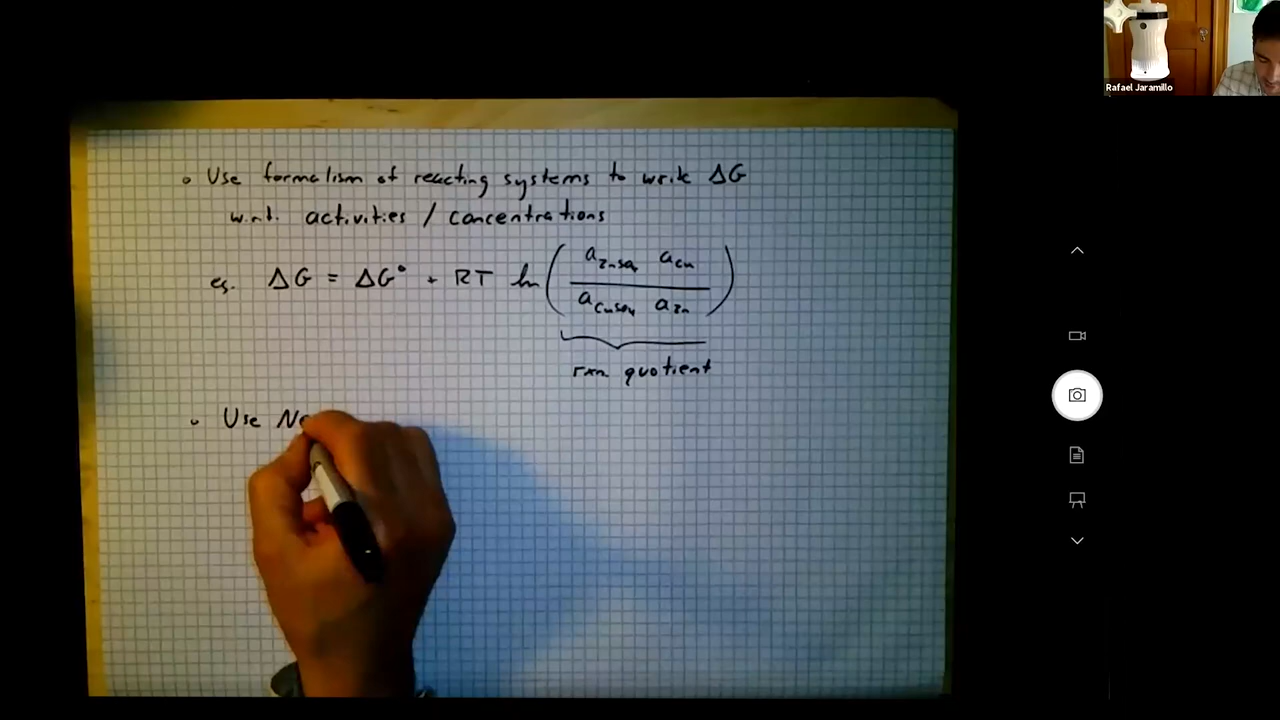 • Use formalism of reacting systems to write ΔG
w.r.t. activities / concentrations
eg. ΔG = ΔG° + RT ln( a_ZnSO4 a_Cu / a_CuSO4 a_Zn )
rxn quotient
• Use Ne
Rafael Jaramillo